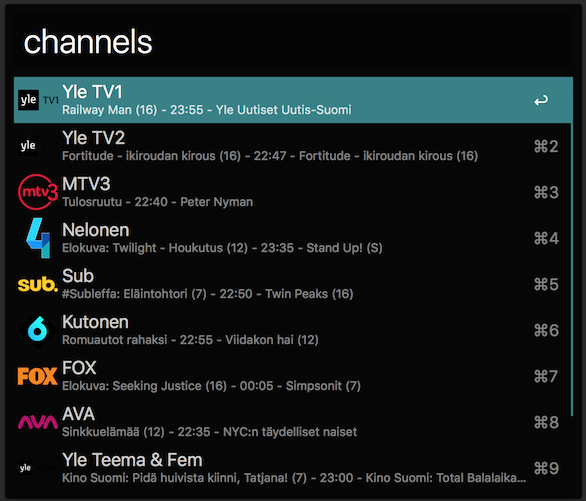 channels
yle TV1 Yle TV1
Railway Man (16) - 23:55 - Yle Uutiset Uutis-Suomi
↩
yle Yle TV2
Fortitude - ikiroudan kirous (16) - 22:47 - Fortitude - ikiroudan kirous (16)
⌘2
mtv3 MTV3
Tulosruutu - 22:40 - Peter Nyman
⌘3
4 Nelonen
Elokuva: Twilight - Houkutus (12) - 23:35 - Stand Up! (S)
⌘4
sub. Sub
#Subleffa: Eläintohtori (7) - 22:50 - Twin Peaks (16)
⌘5
6 Kutonen
Romuautot rahaksi - 22:55 - Viidakon hai (12)
⌘6
FOX FOX
Elokuva: Seeking Justice (16) - 00:05 - Simpsonit (7)
⌘7
AVA AVA
Sinkkuelämää (12) - 22:35 - NYC:n täydelliset naiset
⌘8
yle Yle Teema & Fem
Kino Suomi: Pidä huivista kiinni, Tatjana! (7) - 23:00 - Kino Suomi: Total Balalaika...
⌘9